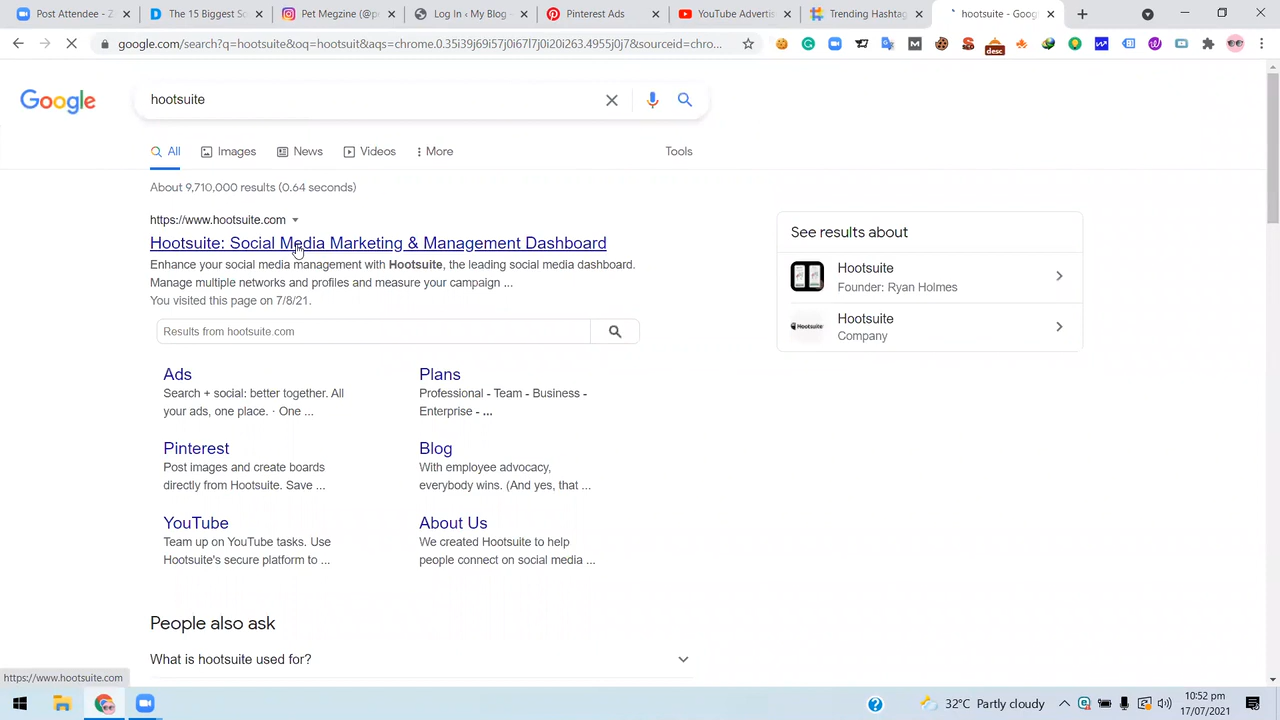 Post Attendee - Z
The 15 Biggest S
Pet Megzine (@p
Log In ‹ My Blog
Pinterest Ads
YouTube Advertis
Trending Hashtag
hootsuite - Goog
google.com/search?q=hootsuite&oq=hootsuit&aqs=chrome.0.35i39j69i57j0i67l7j0i20i263.4955j0j7&sourceid=chro...
desc
Google
hootsuite
All
Images
News
Videos
More
Tools
About 9,710,000 results (0.64 seconds)
https://www.hootsuite.com
Hootsuite: Social Media Marketing & Management Dashboard
Enhance your social media management with Hootsuite, the leading social media dashboard.
Manage multiple networks and profiles and measure your campaign ...
You visited this page on 7/8/21.
Results from hootsuite.com
Ads
Search + social: better together. All
your ads, one place. · One ...
Plans
Professional - Team - Business -
Enterprise - ...
Pinterest
Post images and create boards
directly from Hootsuite. Save ...
Blog
With employee advocacy,
everybody wins. (And yes, that ...
YouTube
Team up on YouTube tasks. Use
Hootsuite's secure platform to ...
About Us
We created Hootsuite to help
people connect on social media ...
See results about
Hootsuite
Founder: Ryan Holmes
Hootsuite
Hootsuite
Company
People also ask
What is hootsuite used for?
https://www.hootsuite.com
32°C Partly cloudy
10:52 pm
17/07/2021